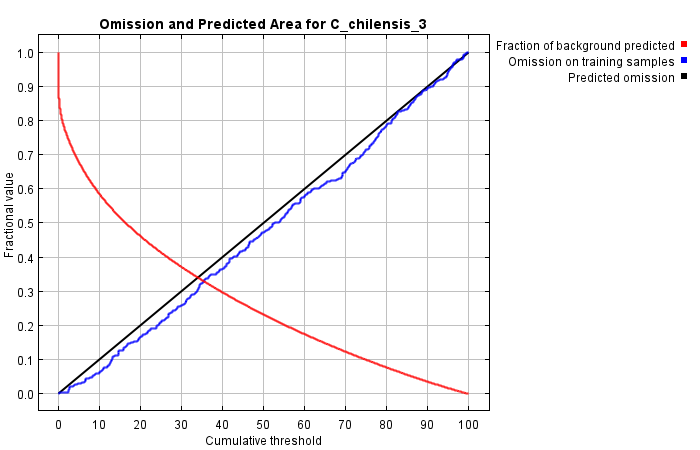 Omission and Predicted Area for C_chilensis_3
Fraction of background predicted
Omission on training samples
Predicted omission
Fractional value
1.0
0.9
0.8
0.7
0.6
0.5
0.4
0.3
0.2
0.1
0.0
0 10 20 30 40 50 60 70 80 90 100
Cumulative threshold